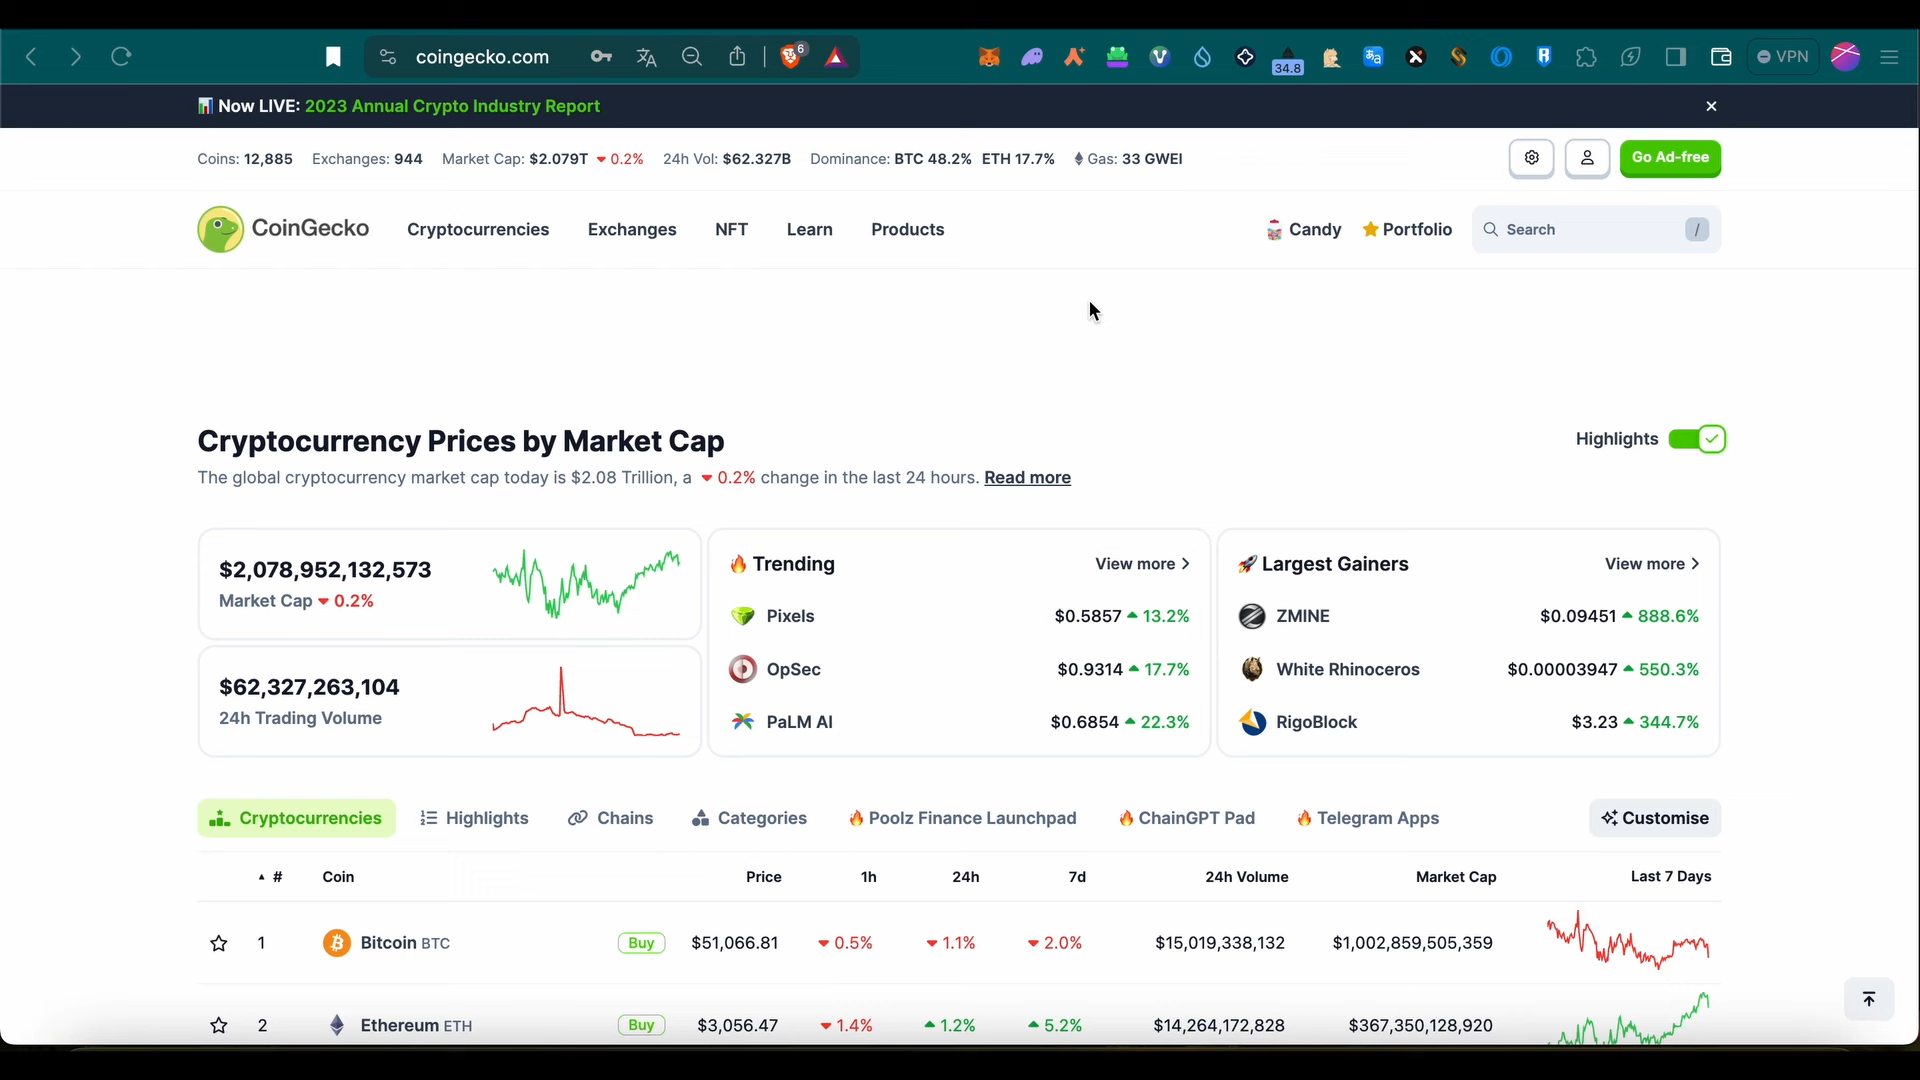 coingecko.com
6
34.8
VPN
Now LIVE: 2023 Annual Crypto Industry Report
Coins: 12,885 Exchanges: 944 Market Cap: $2.079T 0.2% 24h Vol: $62.327B Dominance: BTC 48.2% ETH 17.7% Gas: 33 GWEI
Go Ad-free
CoinGecko Cryptocurrencies Exchanges NFT Learn Products Candy Portfolio Search /
Cryptocurrency Prices by Market Cap
Highlights
The global cryptocurrency market cap today is $2.08 Trillion, a 0.2% change in the last 24 hours. Read more
$2,078,952,132,573
Market Cap 0.2%
$62,327,263,104
24h Trading Volume
Trending View more
Pixels $0.5857 13.2%
OpSec $0.9314 17.7%
PaLM AI $0.6854 22.3%
Largest Gainers View more
ZMINE $0.09451 888.6%
White Rhinoceros $0.00003947 550.3%
RigoBlock $3.23 344.7%
Cryptocurrencies Highlights Chains Categories Poolz Finance Launchpad ChainGPT Pad Telegram Apps Customise
# Coin Price 1h 24h 7d 24h Volume Market Cap Last 7 Days
1 Bitcoin BTC Buy $51,066.81 0.5% 1.1% 2.0% $15,019,338,132 $1,002,859,505,359
2 Ethereum ETH Buy $3,056.47 1.4% 1.2% 5.2% $14,264,172,828 $367,350,128,920